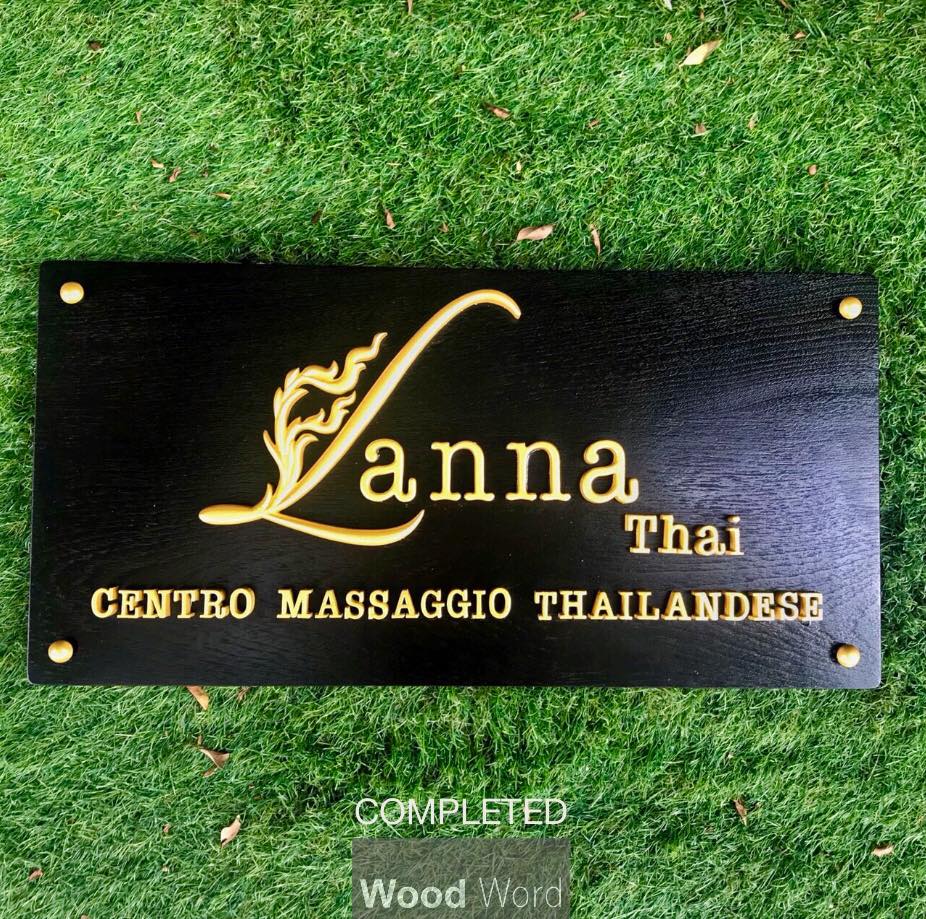 Lanna
Thai
CENTRO MASSAGGIO THAILANDESE
COMPLETED
Wood Word